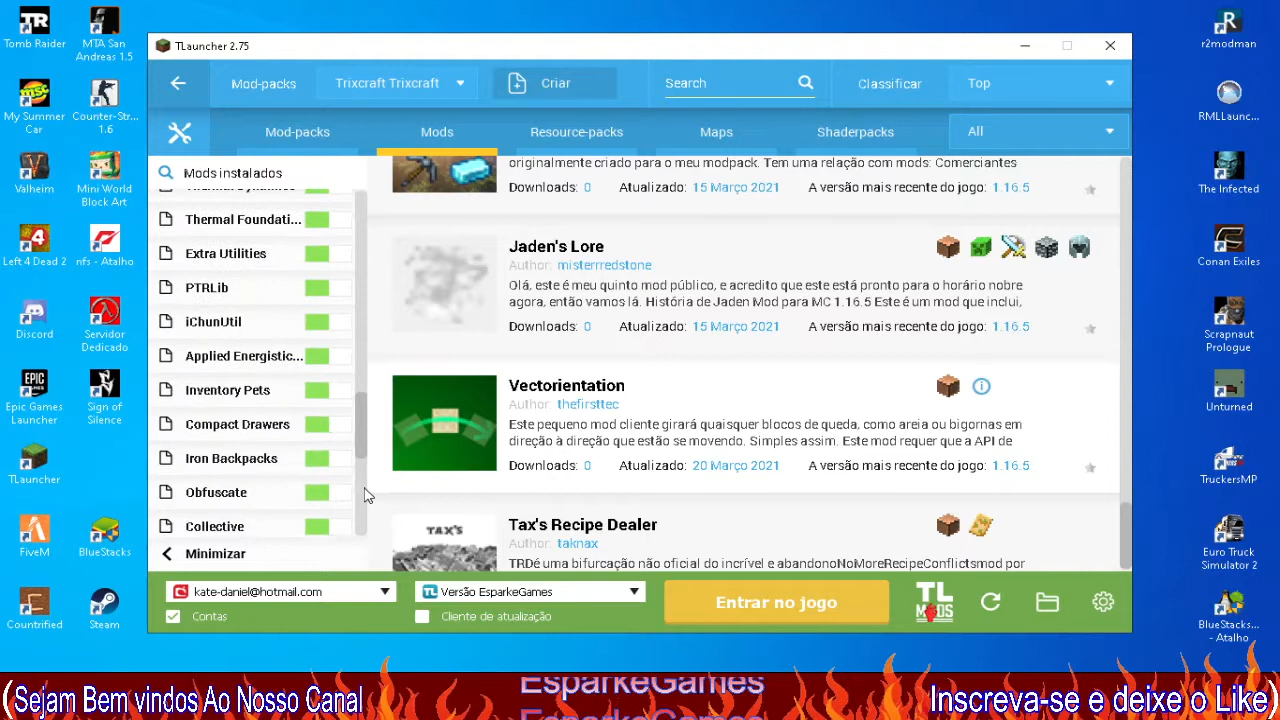 Tomb Raider
MTA San Andreas 1.5
My Summer Car
Counter-Str... 1.6
Valheim
Mini World Block Art
Left 4 Dead 2
nfs - Atalho
Discord
Servidor Dedicado
Epic Games Launcher
Sign of Silence
TLauncher
FiveM
BlueStacks
Countrified
Steam
TLauncher 2.75
Mod-packs
Trixcraft Trixcraft
Criar
Search
Classificar
Top
Mod-packs
Mods
Resource-packs
Maps
Shaderpacks
All
Mods instalados
Thermal Dynamics
Thermal Foundati...
Extra Utilities
PTRLib
iChunUtil
Applied Energistic...
Inventory Pets
Compact Drawers
Iron Backpacks
Obfuscate
Collective
Minimizar
originalmente criado para o meu modpack. Tem uma relação com mods: Comerciantes
Downloads: 0 Atualizado: 15 Março 2021 A versão mais recente do jogo: 1.16.5
Jaden's Lore
Author: misterrredstone
Olá, este é meu quinto mod público, e acredito que este está pronto para o horário nobre
agora, então vamos lá. História de Jaden Mod para MC 1.16.5 Este é um mod que inclui,
Downloads: 0 Atualizado: 15 Março 2021 A versão mais recente do jogo: 1.16.5
Vectorientation
Author: thefirsttec
Este pequeno mod cliente girará quaisquer blocos de queda, como areia ou bigornas em
direção à direção que estão se movendo. Simples assim. Este mod requer que a API de
Downloads: 0 Atualizado: 20 Março 2021 A versão mais recente do jogo: 1.16.5
TAX'S
Tax's Recipe Dealer
Author: taknax
TRDé uma bifurcação não oficial do incrível e abandonoNoMoreRecipeConflictsmod por
kate-daniel@hotmail.com
Versão EsparkeGames
Entrar no jogo
TL MODS
Contas
Cliente de atualização
r2modman
RMLLaunc...
The Infected
Conan Exiles
Scrapnaut Prologue
Unturned
TruckersMP
Euro Truck Simulator 2
BlueStacks... - Atalho
(Sejam Bem vindos Ao Nosso Canal
EsparkeGames
EsparkeGames
Inscreva-se e deixe o Like)